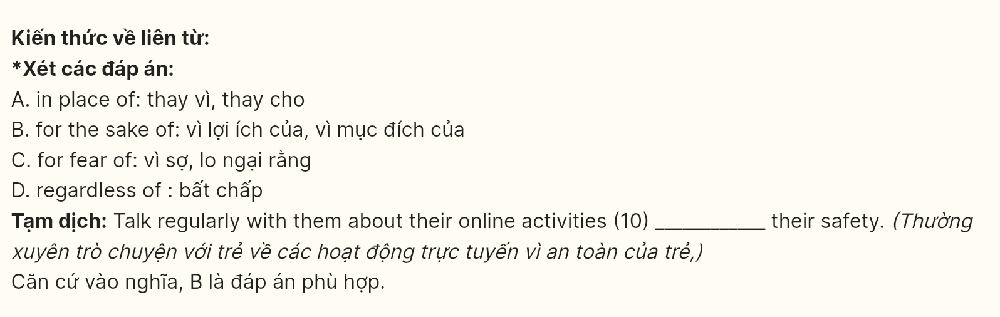 Kiến thức về liên từ:
*Xét các đáp án:
A. in place of: thay vì, thay cho
B. for the sake of: vì lợi ích của, vì mục đích của
C. for fear of: vì sợ, lo ngại rằng
D. regardless of : bất chấp
Tạm dịch: Talk regularly with them about their online activities (10) ___________ their safety. (Thường
xuyên trò chuyện với trẻ về các hoạt động trực tuyến vì an toàn của trẻ,)
Căn cứ vào nghĩa, B là đáp án phù hợp.